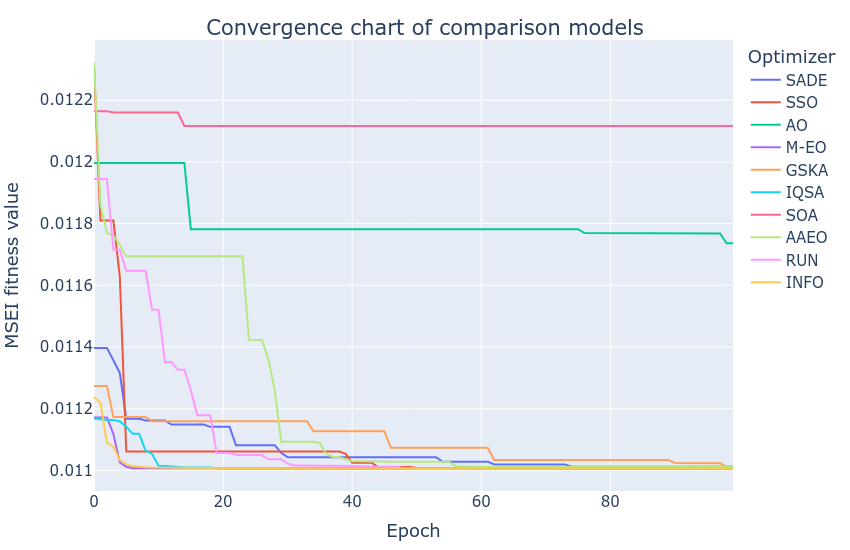 Convergence chart of comparison models
Optimizer
SADE
SSO
AO
M-EO
GSKA
IQSA
SOA
AAEO
RUN
INFO
MSEI fitness value
0.0122
0.012
0.0118
0.0116
0.0114
0.0112
0.011
0
20
40
60
80
Epoch